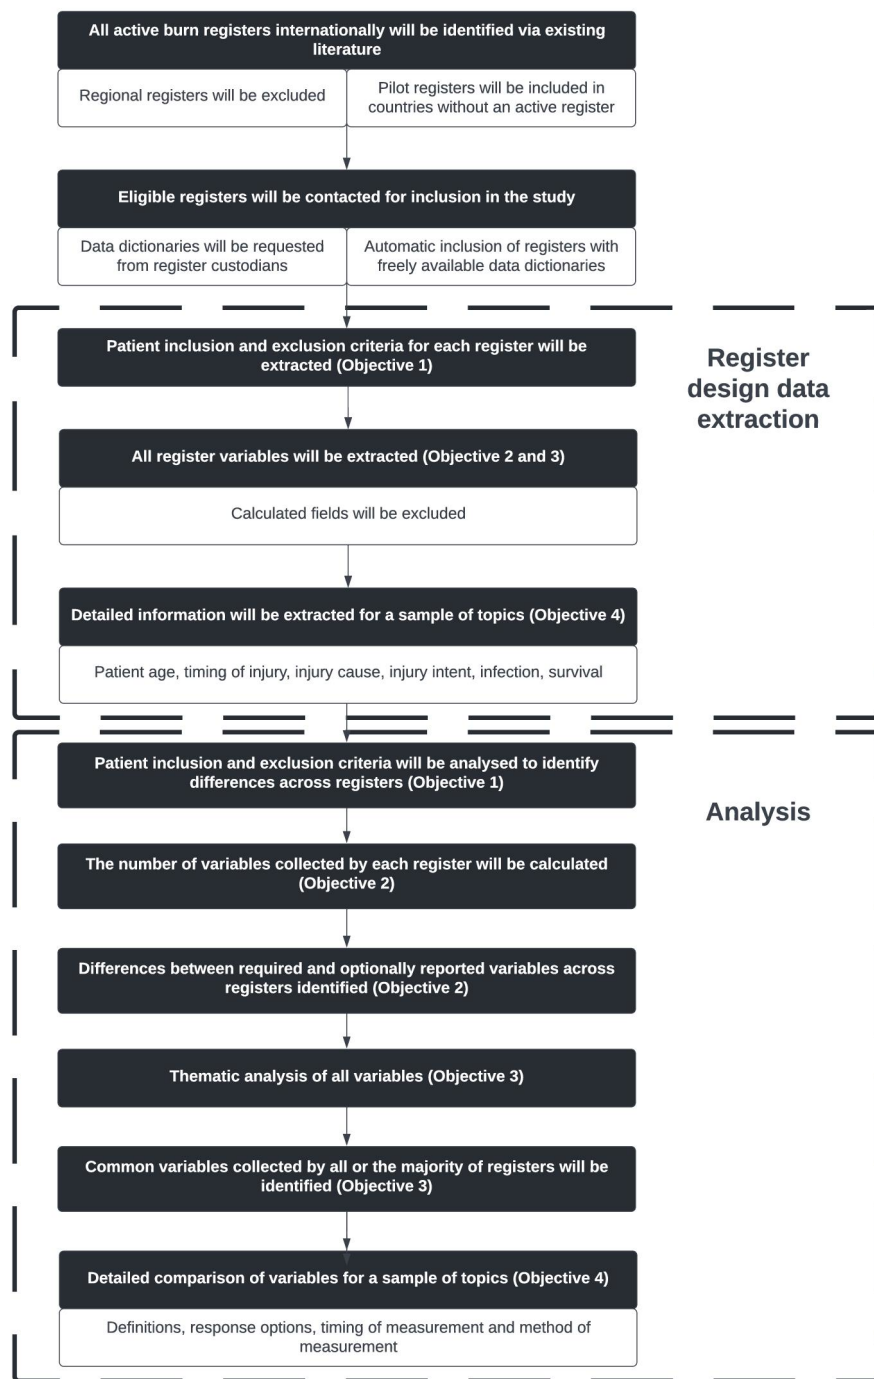 All active burn registers internationally will be identified via existing
literature
Regional registers will be excluded
Pilot registers will be included in
countries without an active register
Eligible registers will be contacted for inclusion in the study
Data dictionaries will be requested
from register custodians
Automatic inclusion of registers with
freely available data dictionaries
Register
design data
extraction
Patient inclusion and exclusion criteria for each register will be
extracted (Objective 1)
All register variables will be extracted (Objective 2 and 3)
Calculated fields will be excluded
Detailed information will be extracted for a sample of topics (Objective 4)
Patient age, timing of injury, injury cause, injury intent, infection, survival
Analysis
Patient inclusion and exclusion criteria will be analysed to identify
differences across registers (Objective 1)
The number of variables collected by each register will be calculated
(Objective 2)
Differences between required and optionally reported variables across
registers identified (Objective 2)
Thematic analysis of all variables (Objective 3)
Common variables collected by all or the majority of registers will be
identified (Objective 3)
Detailed comparison of variables for a sample of topics (Objective 4)
Definitions, response options, timing of measurement and method of
measurement